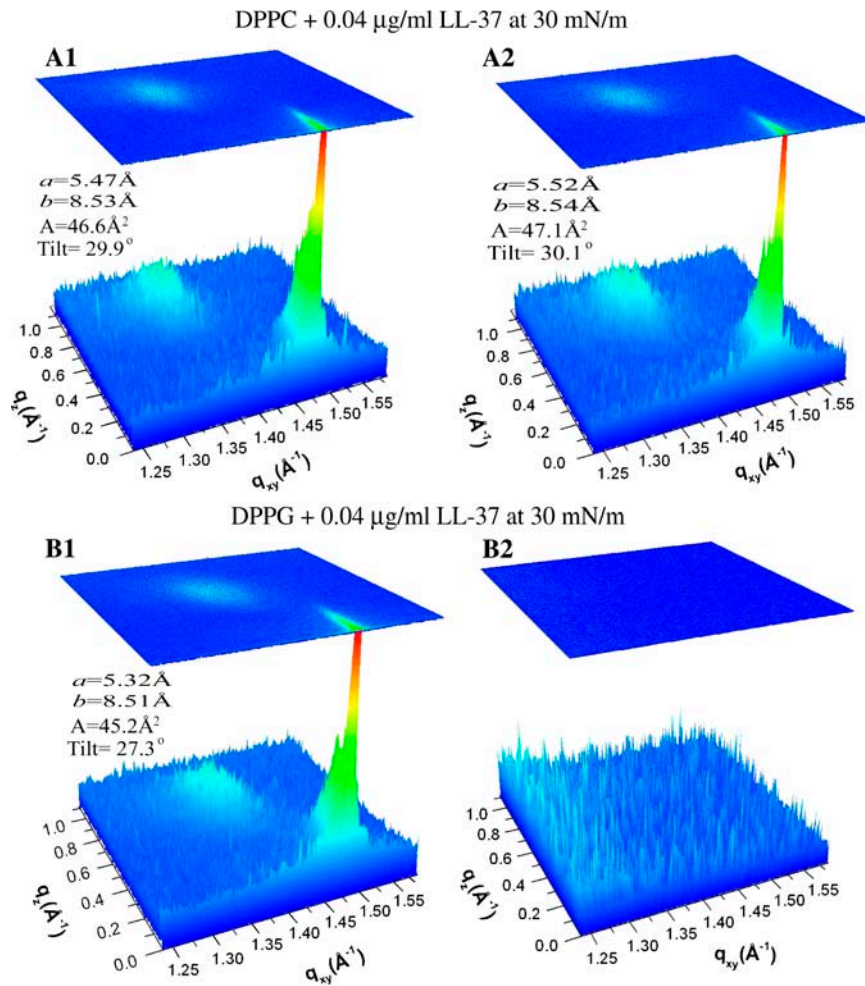 DPPC + 0.04 μg/ml LL-37 at 30 mN/m
A1
a=5.47Å
b=8.53Å
A=46.6Å²
Tilt= 29.9°
1.0
0.8
0.6
0.4
0.2
0.0
qz(Å⁻¹)
1.25
1.30
1.35
1.40
1.45
1.50
1.55
qxy(Å⁻¹)
A2
a=5.52Å
b=8.54Å
A=47.1Å²
Tilt= 30.1°
1.0
0.8
0.6
0.4
0.2
0.0
qz(Å⁻¹)
1.25
1.30
1.35
1.40
1.45
1.50
1.55
qxy(Å⁻¹)
DPPG + 0.04 μg/ml LL-37 at 30 mN/m
B1
a=5.32Å
b=8.51Å
A=45.2Å²
Tilt= 27.3°
1.0
0.8
0.6
0.4
0.2
0.0
qz(Å⁻¹)
1.25
1.30
1.35
1.40
1.45
1.50
1.55
qxy(Å⁻¹)
B2
1.0
0.8
0.6
0.4
0.2
0.0
qz(Å⁻¹)
1.25
1.30
1.35
1.40
1.45
1.50
1.55
qxy(Å⁻¹)